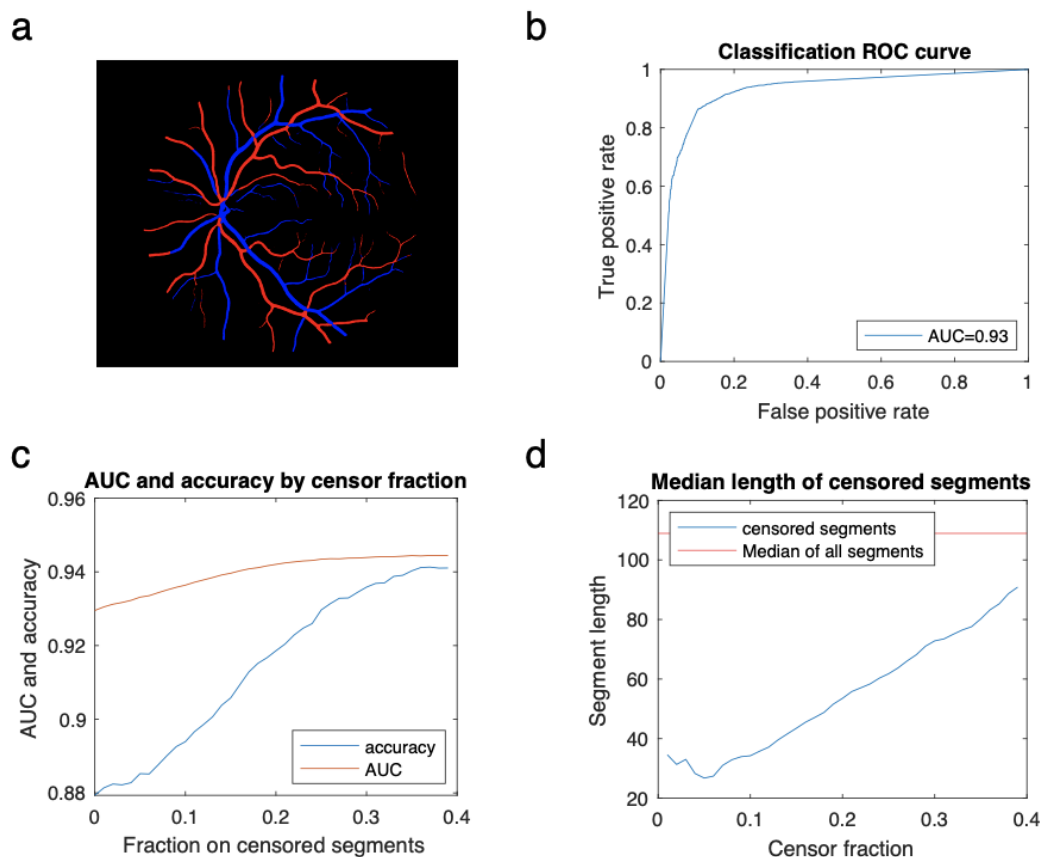 a
b
Classification ROC curve
1
0.8
0.6
0.4
0.2
0
True positive rate
AUC=0.93
0
0.2
0.4
0.6
0.8
1
False positive rate
c
AUC and accuracy by censor fraction
0.96
0.94
0.92
0.9
0.88
AUC and accuracy
accuracy
AUC
0
0.1
0.2
0.3
0.4
Fraction on censored segments
d
Median length of censored segments
120
100
80
60
40
20
Segment length
censored segments
Median of all segments
0
0.1
0.2
0.3
0.4
Censor fraction